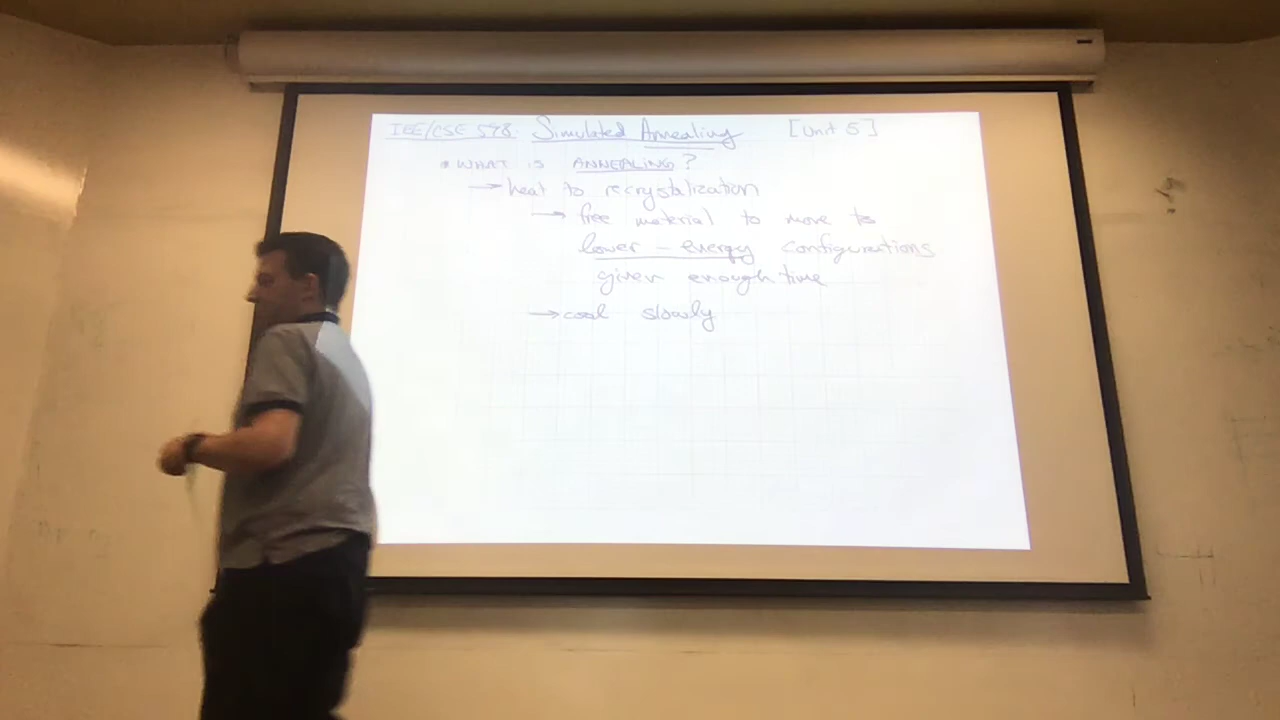 IEE/CSE 598: Simulated Annealing [Unit 5]
• WHAT IS ANNEALING?
→ heat to recrystalization
→ free material to move to
lower-energy configurations
given enough time
→ cool slowly